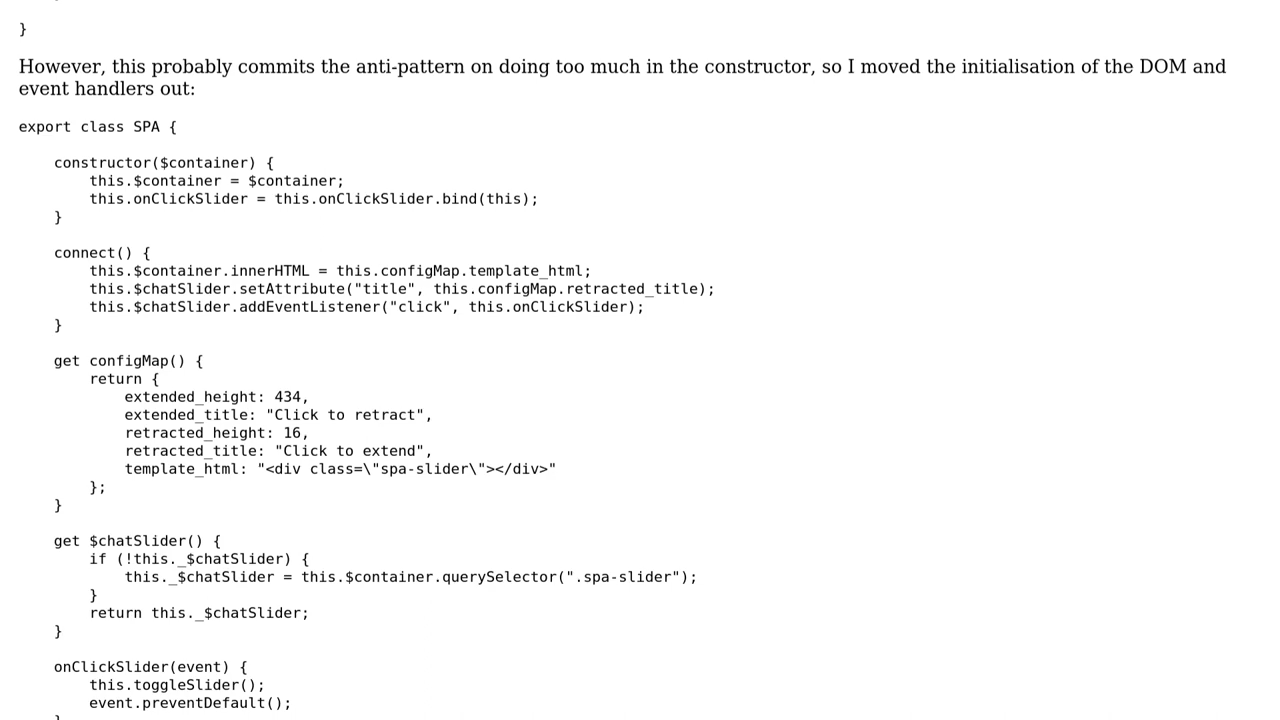 }
However, this probably commits the anti-pattern on doing too much in the constructor, so I moved the initialisation of the DOM and
event handlers out:
export class SPA {
    constructor($container) {
        this.$container = $container;
        this.onClickSlider = this.onClickSlider.bind(this);
    }
    connect() {
        this.$container.innerHTML = this.configMap.template_html;
        this.$chatSlider.setAttribute("title", this.configMap.retracted_title);
        this.$chatSlider.addEventListener("click", this.onClickSlider);
    }
    get configMap() {
        return {
            extended_height: 434,
            extended_title: "Click to retract",
            retracted_height: 16,
            retracted_title: "Click to extend",
            template_html: "<div class=\"spa-slider\"></div>"
        };
    }
    get $chatSlider() {
        if (!this._$chatSlider) {
            this._$chatSlider = this.$container.querySelector(".spa-slider");
        }
        return this._$chatSlider;
    }
    onClickSlider(event) {
        this.toggleSlider();
        event.preventDefault();
    }